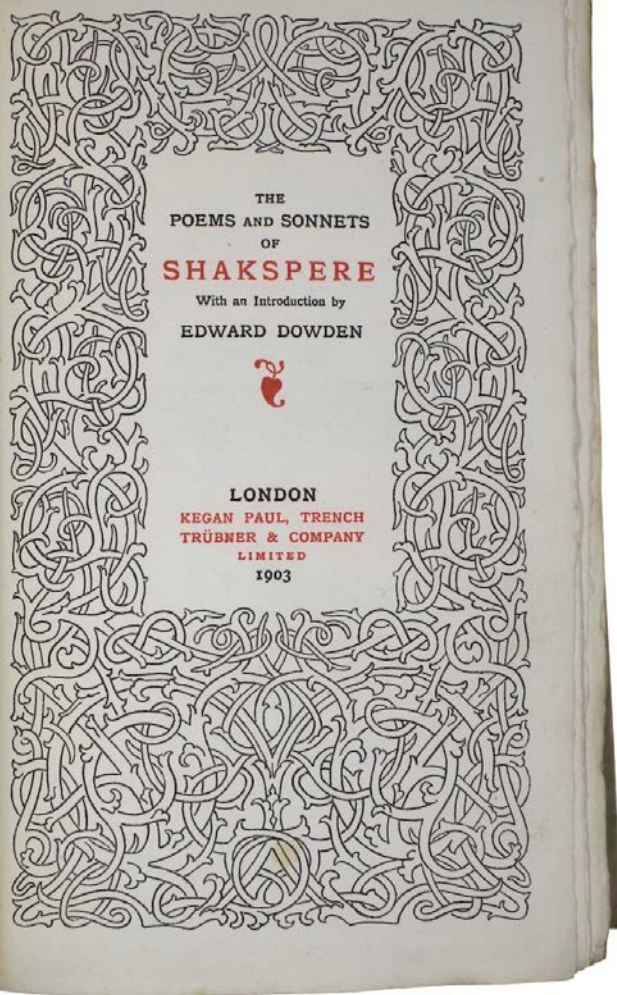 THE
POEMS AND SONNETS
OF
SHAKSPERE
With an Introduction by
EDWARD DOWDEN
LONDON
KEGAN PAUL, TRENCH
TRÜBNER & COMPANY
LIMITED
1903